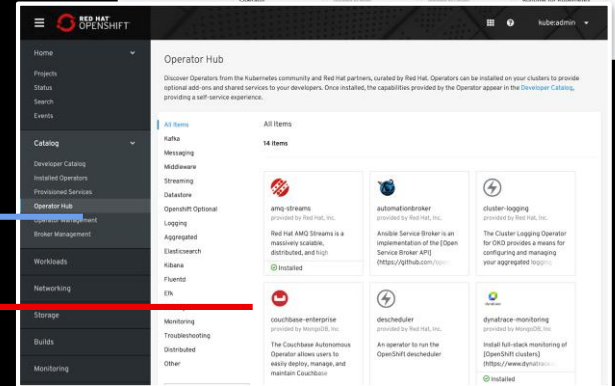 RED HAT
OPENSHIFT
kube:admin
Home
Projects
Status
Search
Events
Catalog
Developer Catalog
Installed Operators
Provisioned Services
Operator Hub
Operator Management
Broker Management
Workloads
Networking
Storage
Builds
Monitoring
Operator Hub
Discover Operators from the Kubernetes community and Red Hat partners, curated by Red Hat. Operators can be installed on your clusters to provide
optional add-ons and shared services to your developers. Once installed, the capabilities provided by the Operator appear in the Developer Catalog,
providing a self-service experience.
All Items
Kafka
Messaging
Middleware
Streaming
Datastore
Openshift Optional
Logging
Aggregated
Elasticsearch
Kibana
Fluentd
Efk
Monitoring
Troubleshooting
Distributed
Other
All Items
14 items
amq-streams
provided by Red Hat, Inc.
Red Hat AMQ Streams is a
massively scalable,
distributed, and high
Installed
automationbroker
provided by Red Hat, Inc.
Ansible Service Broker is an
implementation of the [Open
Service Broker API]
(https://github.com/
cluster-logging
provided by Red Hat, Inc.
The Cluster Logging Operator
for OKD provides a means for
configuring and managing
your aggregated logging
couchbase-enterprise
provided by MongoDB, Inc
The Couchbase Autonomous
Operator allows users to
easily deploy, manage, and
maintain Couchbase
descheduler
provided by Red Hat, Inc.
An operator to run the
OpenShift descheduler
dynatrace-monitoring
provided by MongoDB, Inc
Install full-stack monitoring of
[OpenShift clusters]
(https://www.dynatrace
Installed